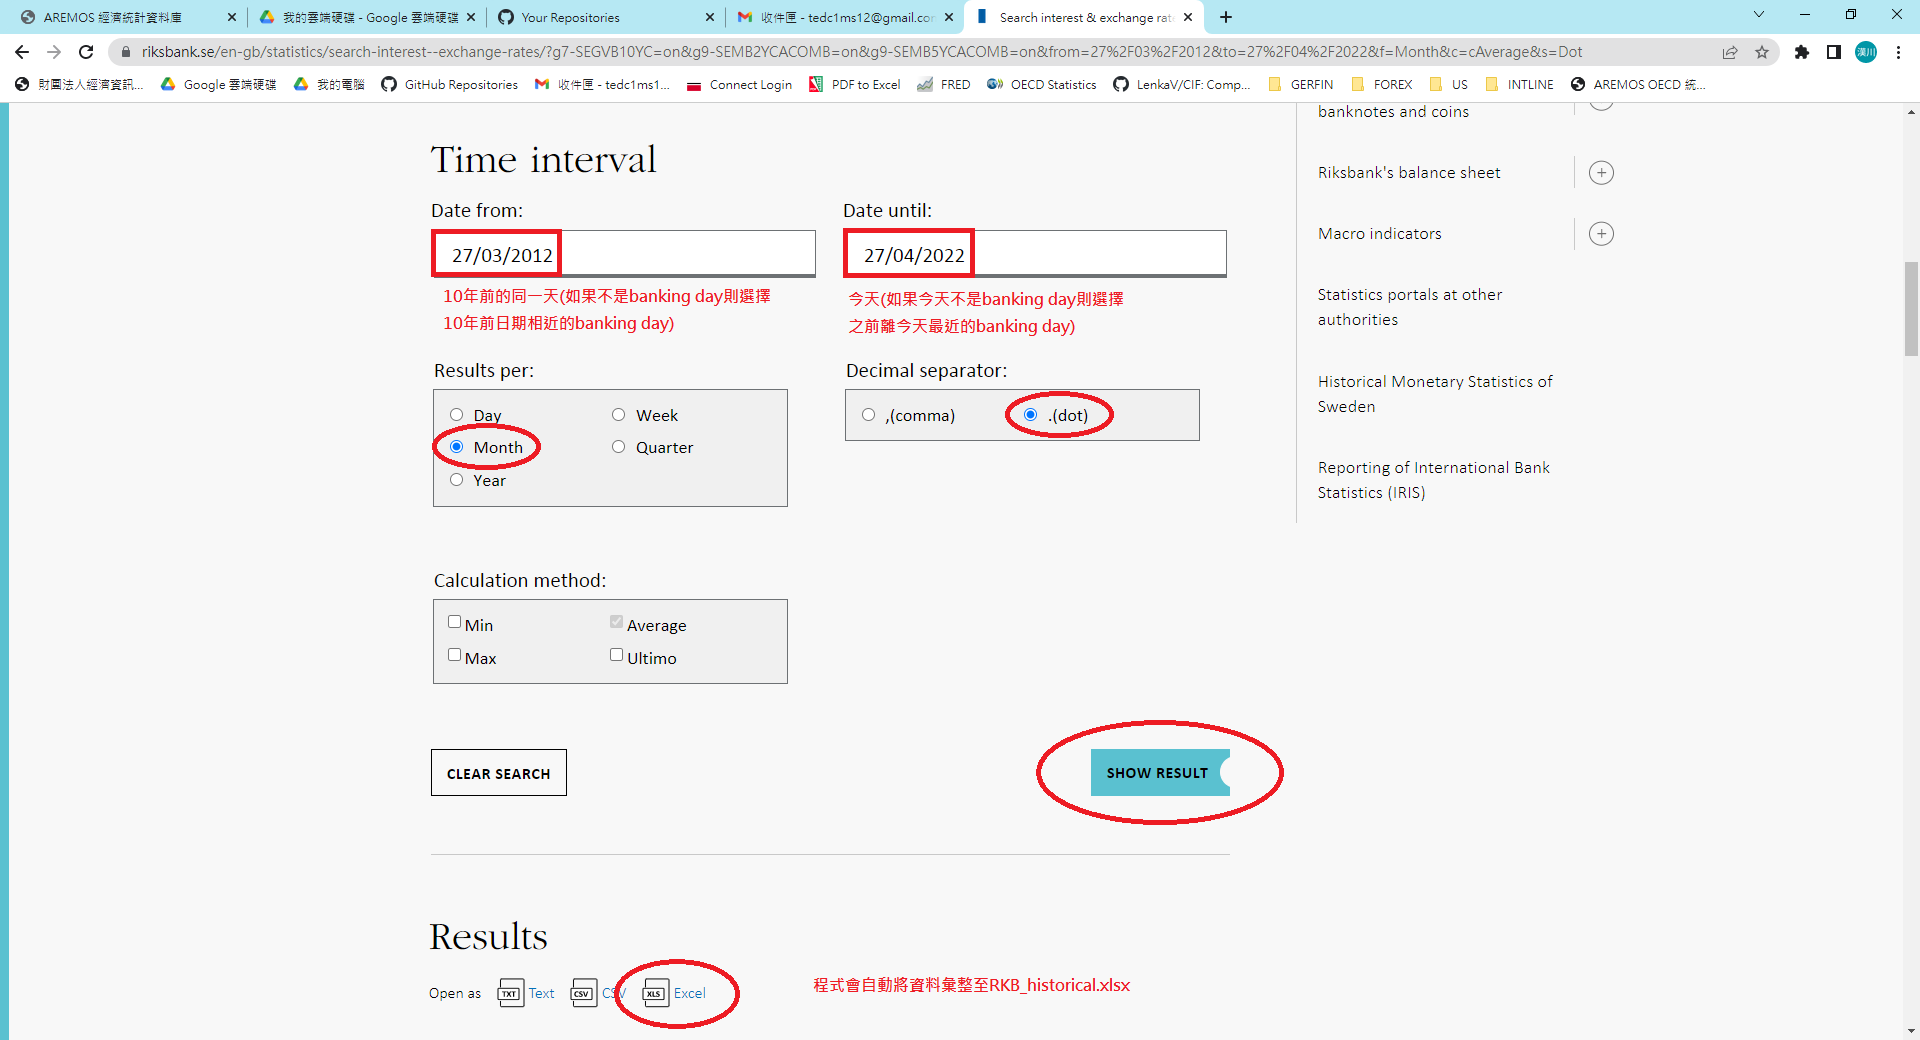 AREMOS 經濟統計資料庫
我的雲端硬碟 - Google 雲端硬碟
Your Repositories
收件匣 - tedc1ms12@gmail.co
Search interest & exchange rat
riksbank.se/en-gb/statistics/search-interest--exchange-rates/?g7-SEGVB10YC=on&g9-SEMB2YCACOMB=on&g9-SEMB5YCACOMB=on&from=27%2F03%2F2012&to=27%2F04%2F2022&f=Month&c=cAverage&s=Dot
漢川
財團法人經濟資訊...
Google 雲端硬碟
我的電腦
GitHub Repositories
收件匣 - tedc1ms1...
Connect Login
PDF to Excel
FRED
OECD Statistics
LenkaV/CIF: Comp...
GERFIN
FOREX
US
INTLINE
AREMOS OECD 統...
banknotes and coins
Riksbank's balance sheet
Macro indicators
Statistics portals at other
authorities
Historical Monetary Statistics of
Sweden
Reporting of International Bank
Statistics (IRIS)
Time interval
Date from:
Date until:
27/03/2012
27/04/2022
10年前的同一天(如果不是banking day則選擇
10年前日期相近的banking day)
今天(如果今天不是banking day則選擇
之前離今天最近的banking day)
Results per:
Decimal separator:
Day
Week
Month
Quarter
Year
,(comma)
.(dot)
Calculation method:
Min
Average
Max
Ultimo
CLEAR SEARCH
SHOW RESULT
Results
Open as
TXT Text
CSV CSV
XLS Excel
程式會自動將資料彙整至RKB_historical.xlsx